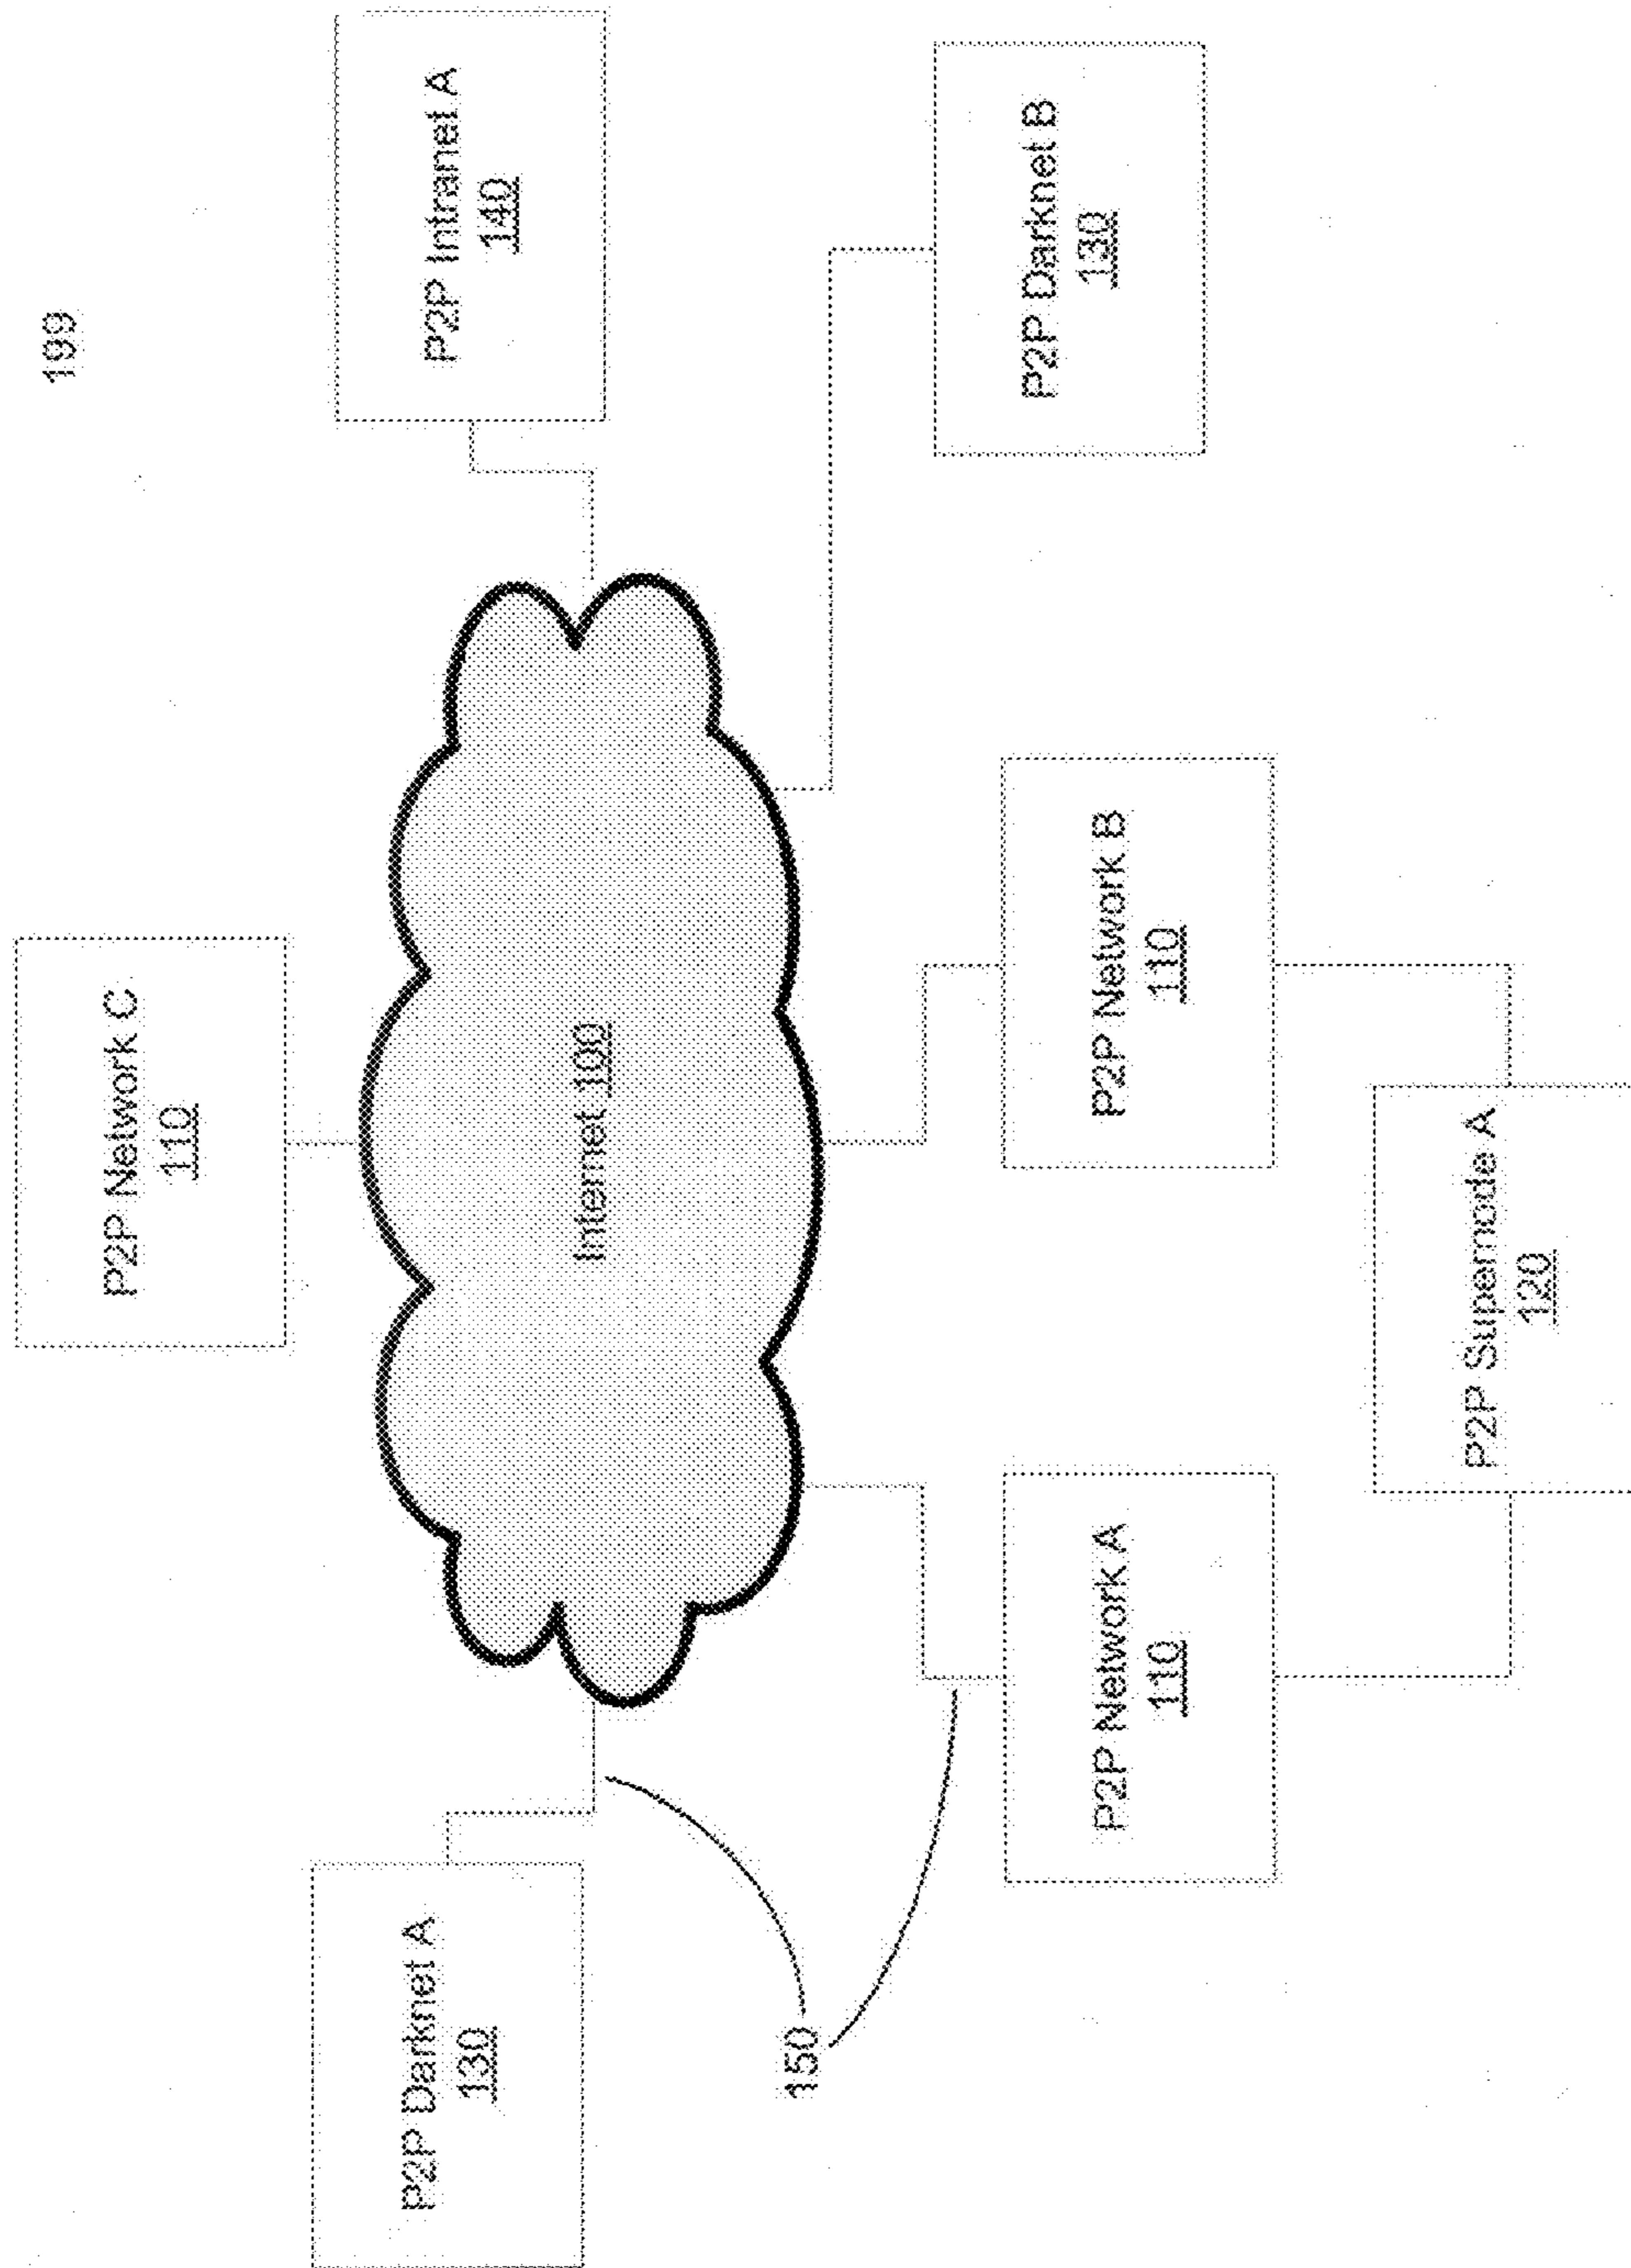 199
P2P Network C
110
P2P Darknet A
130
P2P Intranet A
140
Internet 100
150
P2P Network A
110
P2P Network B
110
P2P Darknet B
130
P2P Supernode A
120